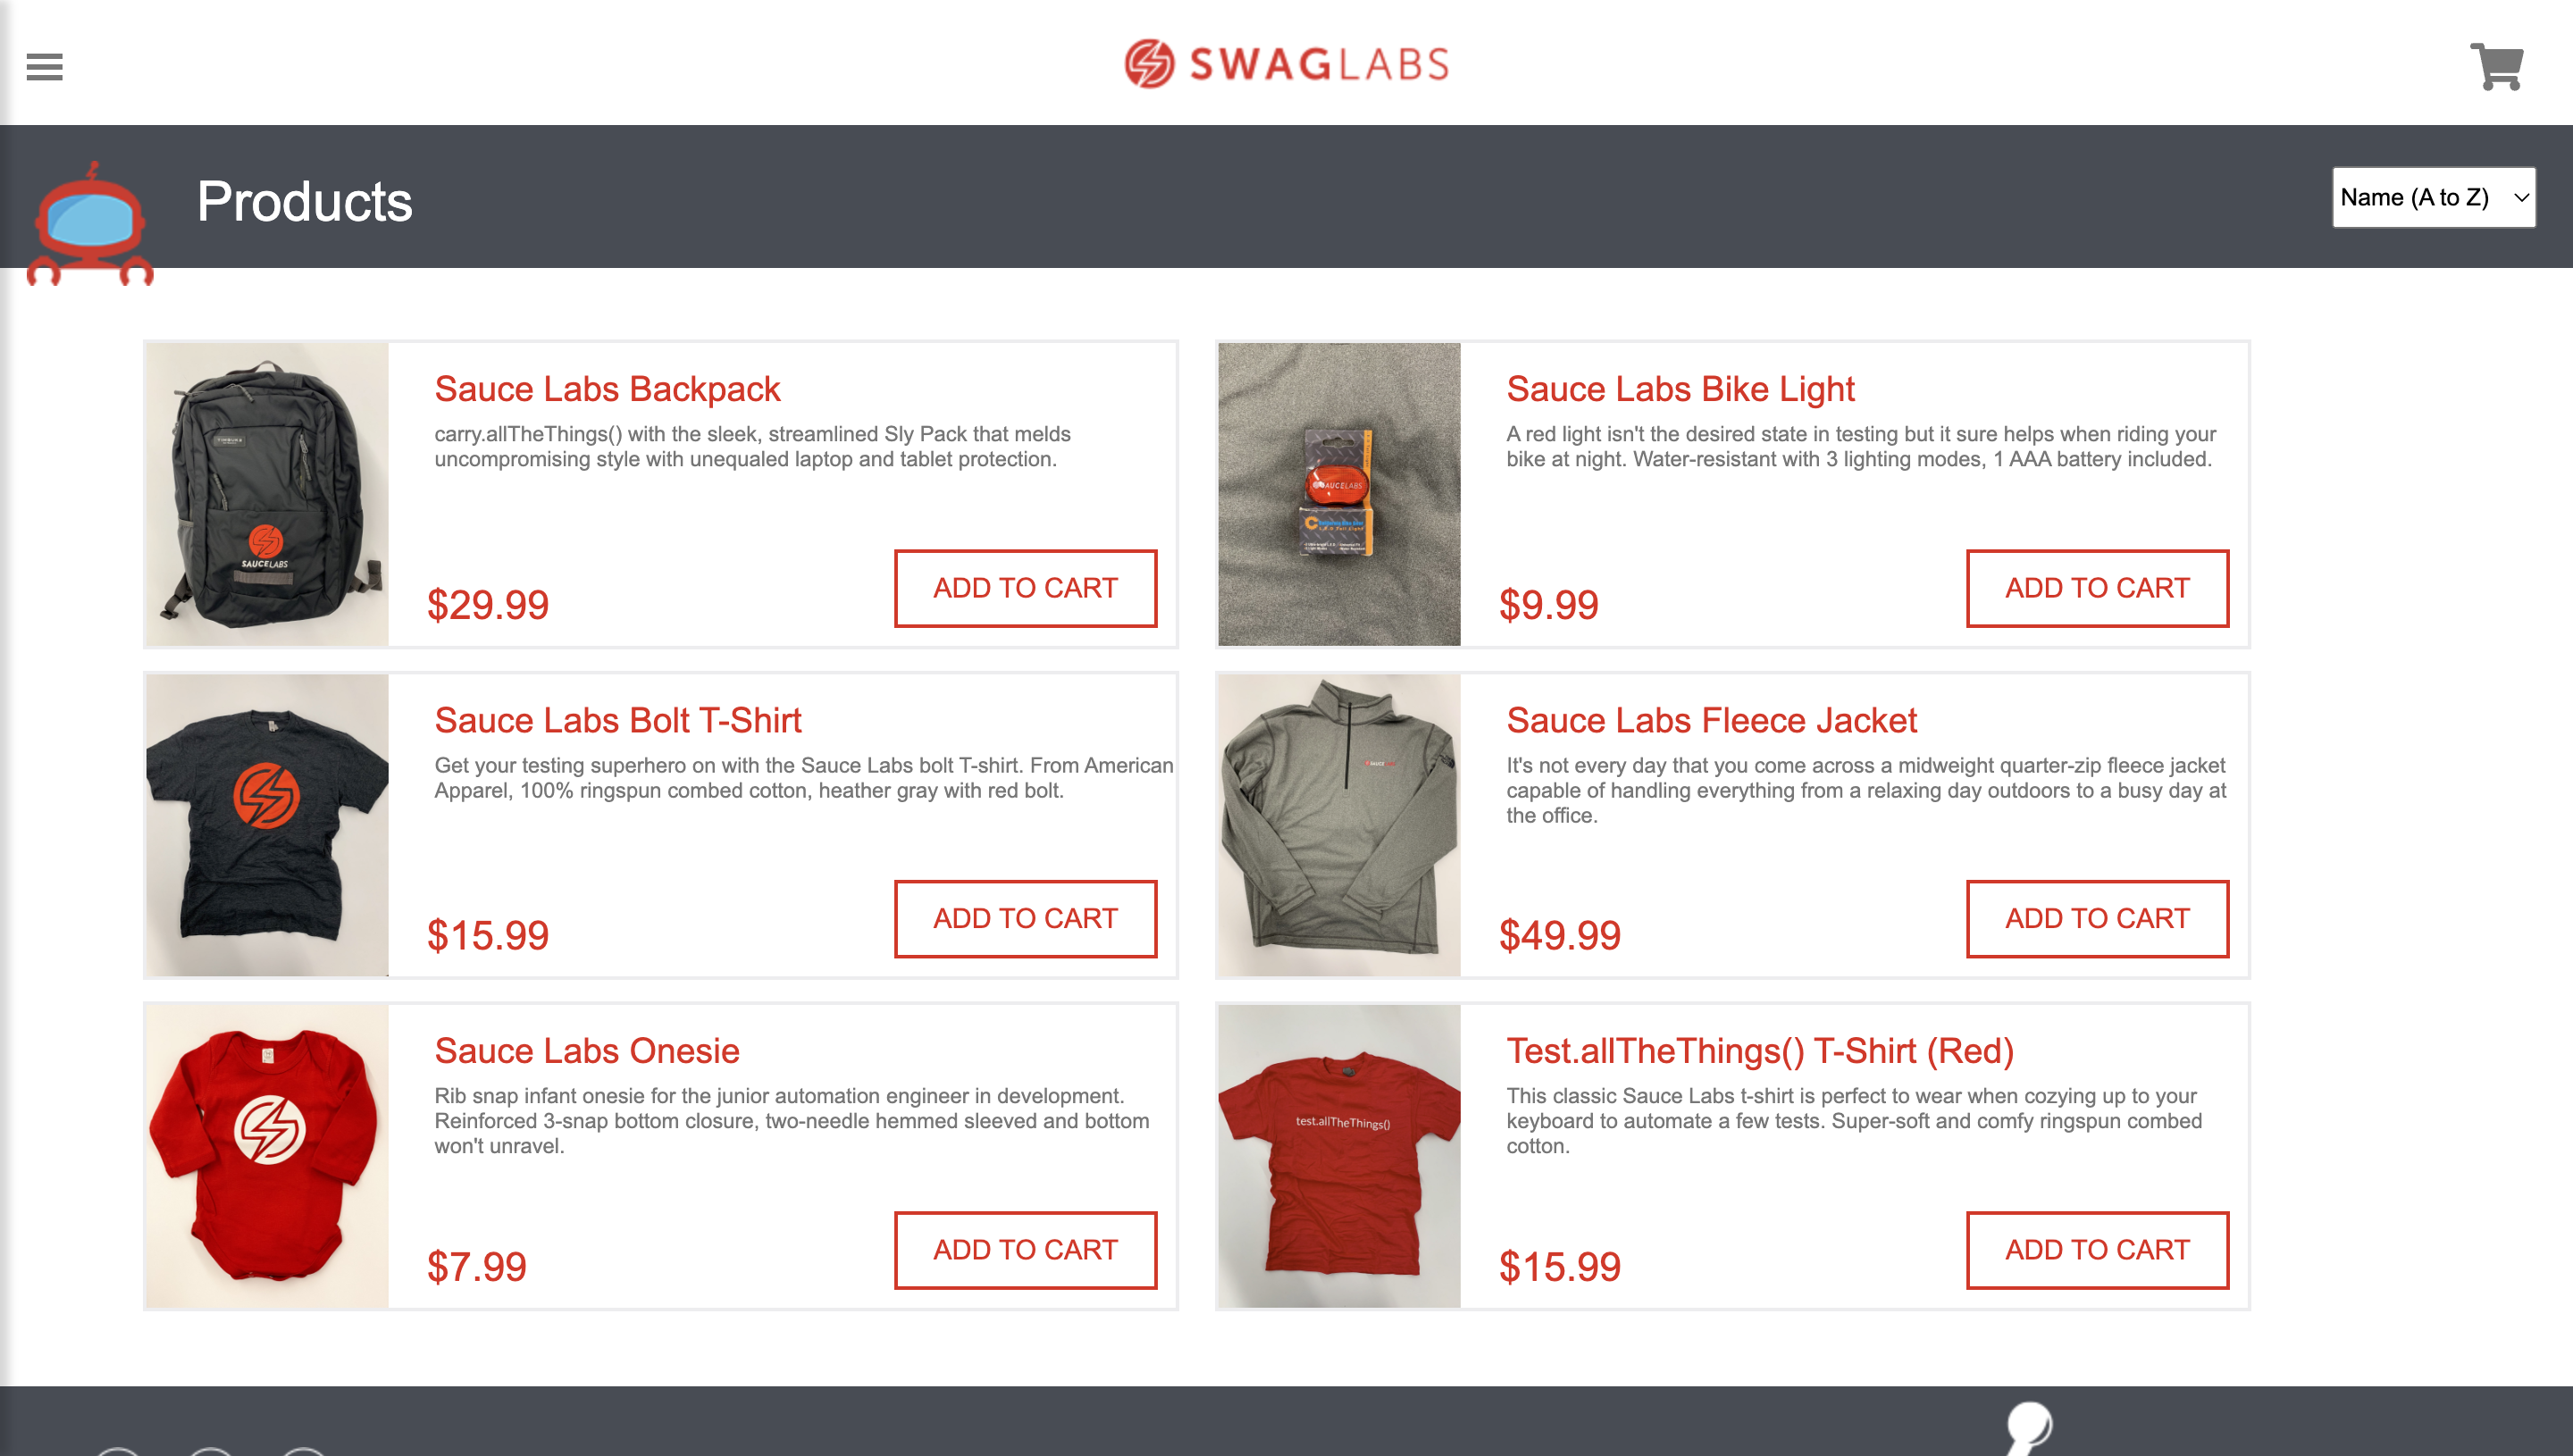 SWAGLABS
Products
Name (A to Z)
Sauce Labs Backpack
carry.allTheThings() with the sleek, streamlined Sly Pack that melds
uncompromising style with unequaled laptop and tablet protection.
$29.99
ADD TO CART
SAUCELABS
Sauce Labs Bike Light
A red light isn't the desired state in testing but it sure helps when riding your
bike at night. Water-resistant with 3 lighting modes, 1 AAA battery included.
$9.99
ADD TO CART
SAUCELABS
Sauce Labs Bolt T-Shirt
Get your testing superhero on with the Sauce Labs bolt T-shirt. From American
Apparel, 100% ringspun combed cotton, heather gray with red bolt.
$15.99
ADD TO CART
Sauce Labs Fleece Jacket
It's not every day that you come across a midweight quarter-zip fleece jacket
capable of handling everything from a relaxing day outdoors to a busy day at
the office.
$49.99
ADD TO CART
Sauce Labs Onesie
Rib snap infant onesie for the junior automation engineer in development.
Reinforced 3-snap bottom closure, two-needle hemmed sleeved and bottom
won't unravel.
$7.99
ADD TO CART
test.allTheThings()
Test.allTheThings() T-Shirt (Red)
This classic Sauce Labs t-shirt is perfect to wear when cozying up to your
keyboard to automate a few tests. Super-soft and comfy ringspun combed
cotton.
$15.99
ADD TO CART